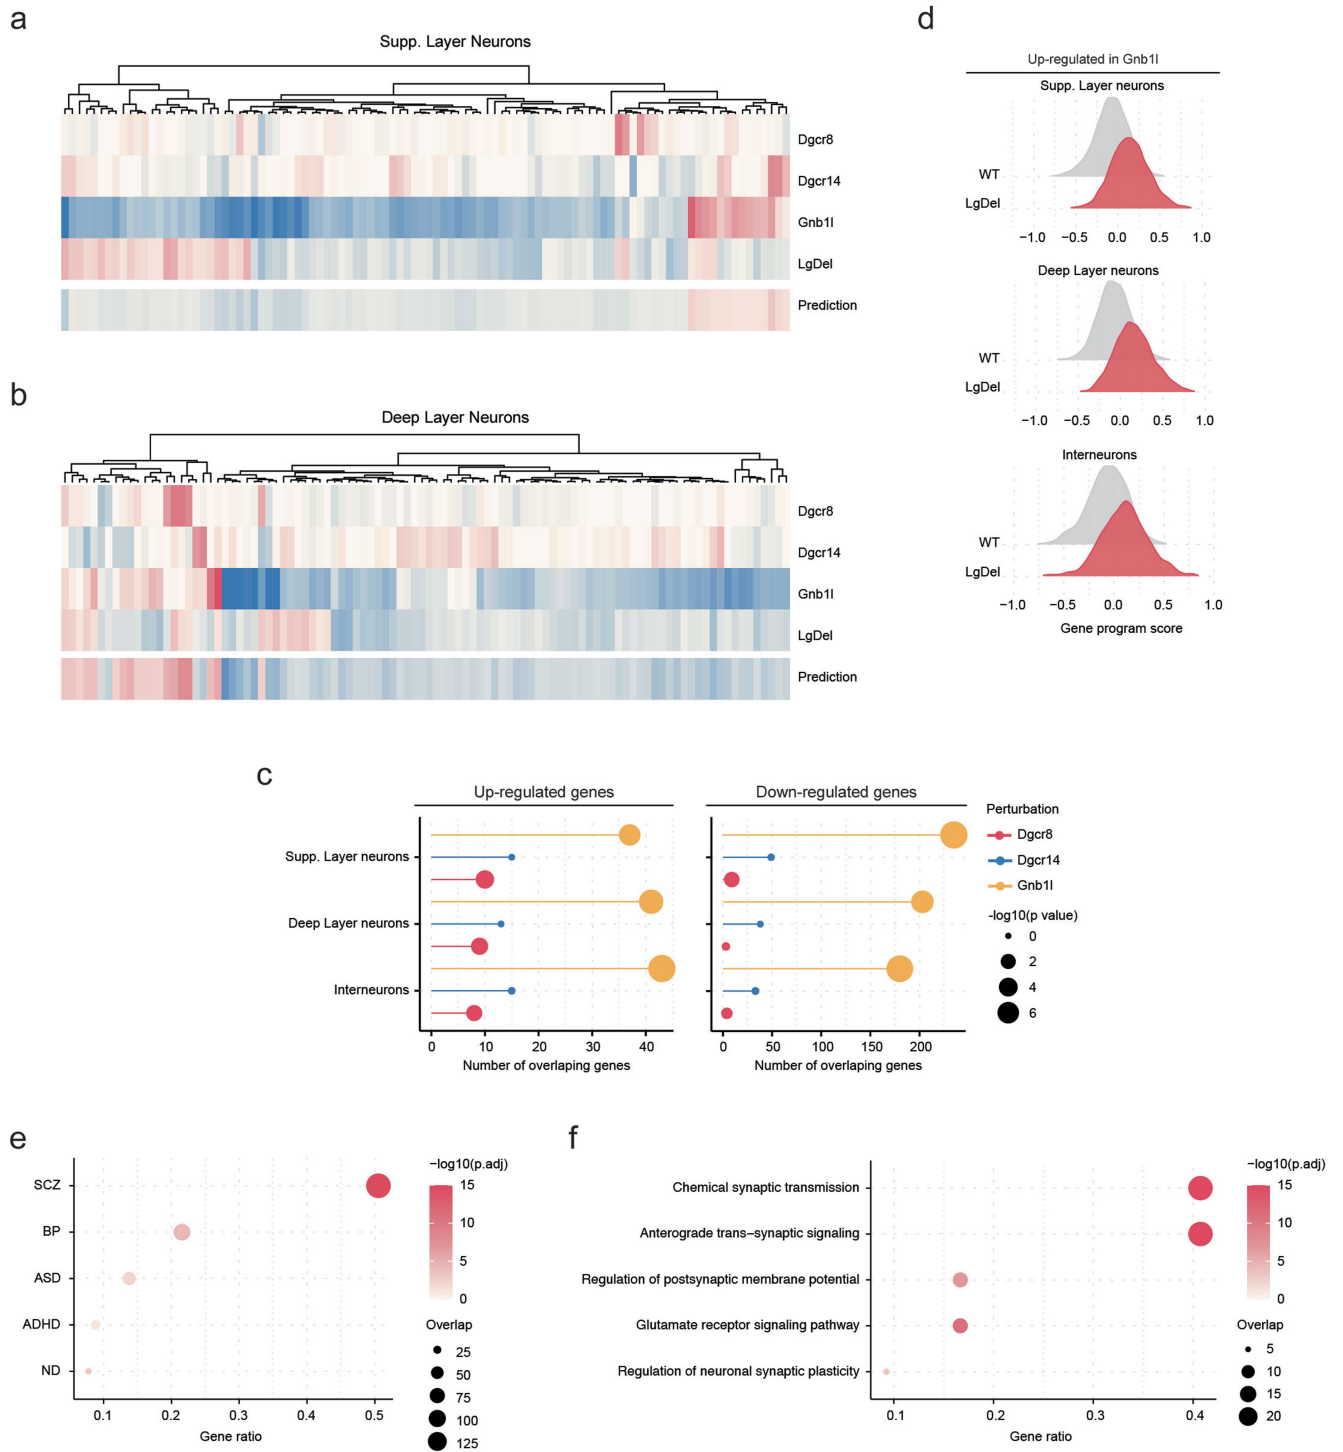 a
Supp. Layer Neurons
Dgcr8
Dgcr14
Gnb1l
LgDel
Prediction
b
Deep Layer Neurons
Dgcr8
Dgcr14
Gnb1l
LgDel
Prediction
d
Up-regulated in Gnb1l
Supp. Layer neurons
WT
LgDel
−1.0 −0.5 0.0 0.5 1.0
Deep Layer neurons
WT
LgDel
−1.0 −0.5 0.0 0.5 1.0
Interneurons
WT
LgDel
−1.0 −0.5 0.0 0.5 1.0
Gene program score
c
Up-regulated genes
Down-regulated genes
Supp. Layer neurons
Deep Layer neurons
Interneurons
0 10 20 30 40
Number of overlaping genes
0 50 100 150 200
Number of overlaping genes
Perturbation
Dgcr8
Dgcr14
Gnb1l
-log10(p value)
0
2
4
6
e
SCZ
BP
ASD
ADHD
ND
0.1 0.2 0.3 0.4 0.5
Gene ratio
−log10(p.adj)
15
10
5
0
Overlap
25
50
75
100
125
f
Chemical synaptic transmission
Anterograde trans−synaptic signaling
Regulation of postsynaptic membrane potential
Glutamate receptor signaling pathway
Regulation of neuronal synaptic plasticity
0.1 0.2 0.3 0.4
Gene ratio
−log10(p.adj)
15
10
5
0
Overlap
5
10
15
20